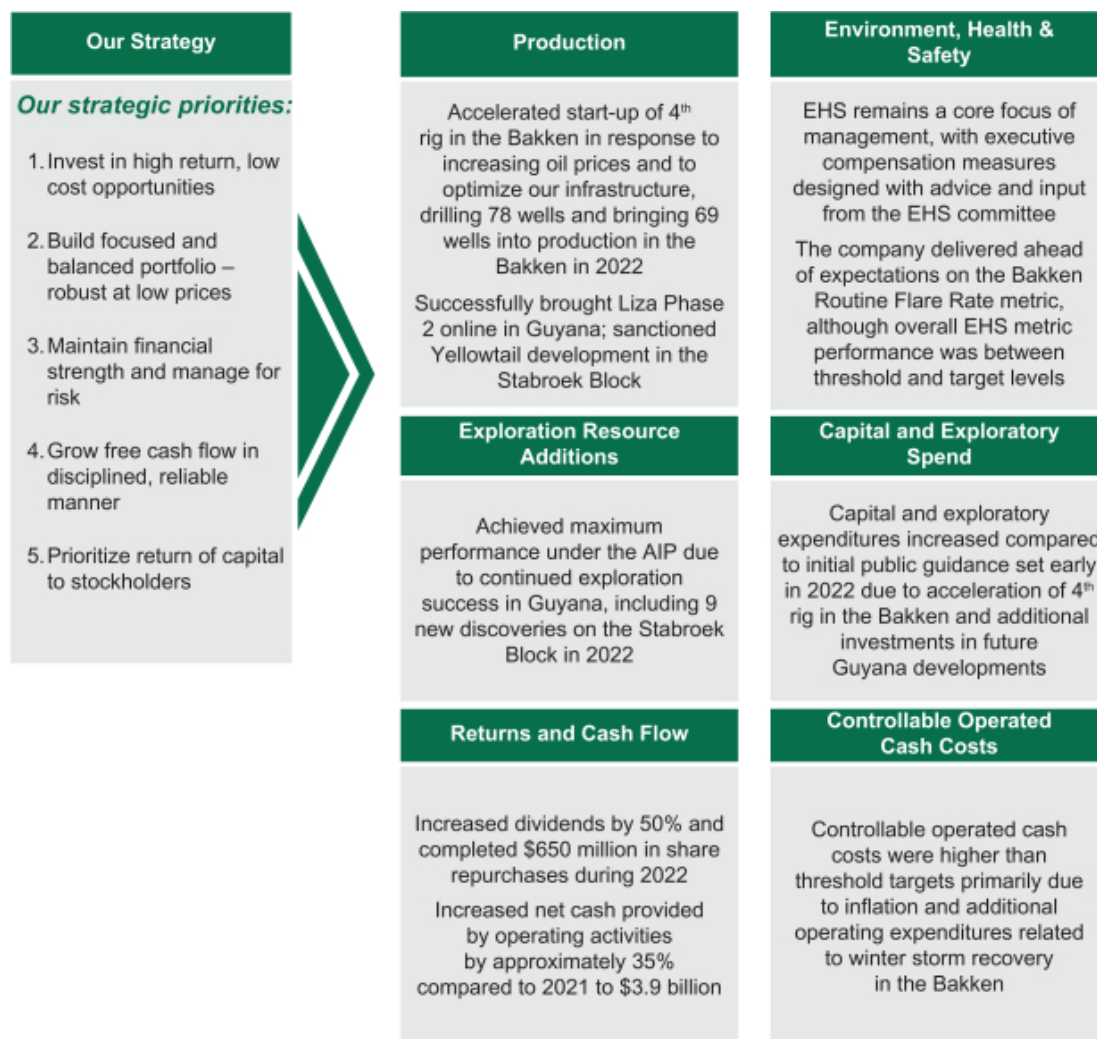 Our Strategy
Our strategic priorities:
1. Invest in high return, low
cost opportunities
2. Build focused and
balanced portfolio –
robust at low prices
3. Maintain financial
strength and manage for
risk
4. Grow free cash flow in
disciplined, reliable
manner
5. Prioritize return of capital
to stockholders
Production
Accelerated start-up of 4th
rig in the Bakken in response to
increasing oil prices and to
optimize our infrastructure,
drilling 78 wells and bringing 69
wells into production in the
Bakken in 2022
Successfully brought Liza Phase
2 online in Guyana; sanctioned
Yellowtail development in the
Stabroek Block
Environment, Health &
Safety
EHS remains a core focus of
management, with executive
compensation measures
designed with advice and input
from the EHS committee
The company delivered ahead
of expectations on the Bakken
Routine Flare Rate metric,
although overall EHS metric
performance was between
threshold and target levels
Exploration Resource
Additions
Achieved maximum
performance under the AIP due
to continued exploration
success in Guyana, including 9
new discoveries on the Stabroek
Block in 2022
Capital and Exploratory
Spend
Capital and exploratory
expenditures increased compared
to initial public guidance set early
in 2022 due to acceleration of 4th
rig in the Bakken and additional
investments in future
Guyana developments
Returns and Cash Flow
Increased dividends by 50% and
completed $650 million in share
repurchases during 2022
Increased net cash provided
by operating activities
by approximately 35%
compared to 2021 to $3.9 billion
Controllable Operated
Cash Costs
Controllable operated cash
costs were higher than
threshold targets primarily due
to inflation and additional
operating expenditures related
to winter storm recovery
in the Bakken